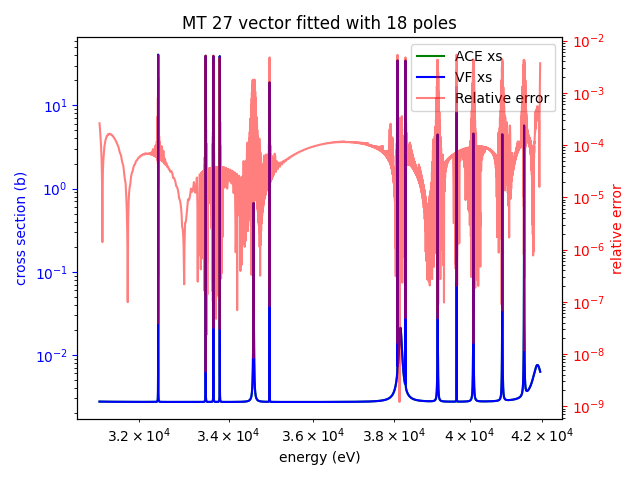 MT 27 vector fitted with 18 poles
ACE xs
VF xs
Relative error
cross section (b)
10¹
10⁰
10⁻¹
10⁻²
10⁻²
10⁻³
10⁻⁴
10⁻⁵
10⁻⁶
10⁻⁷
10⁻⁸
10⁻⁹
relative error
3.2 × 10⁴
3.4 × 10⁴
3.6 × 10⁴
3.8 × 10⁴
4 × 10⁴
4.2 × 10⁴
energy (eV)